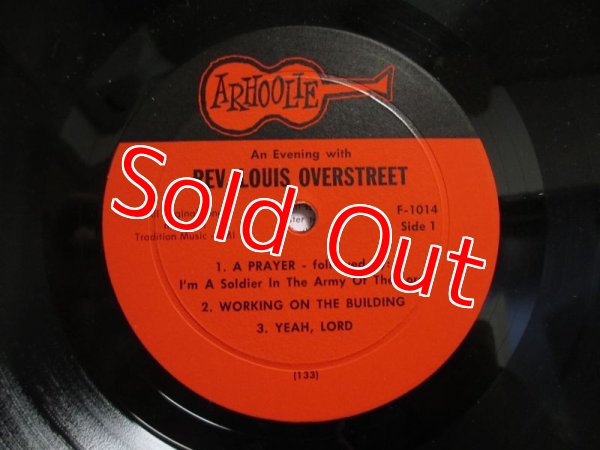 ARHOOLIE
An Evening with
REV. LOUIS OVERSTREET
F-1014
Side 1
Tradition Music
1. A PRAYER -
I'm A Soldier In The Army Of The
2. WORKING ON THE BUILDING
3. YEAH, LORD
(133)
Sold Out